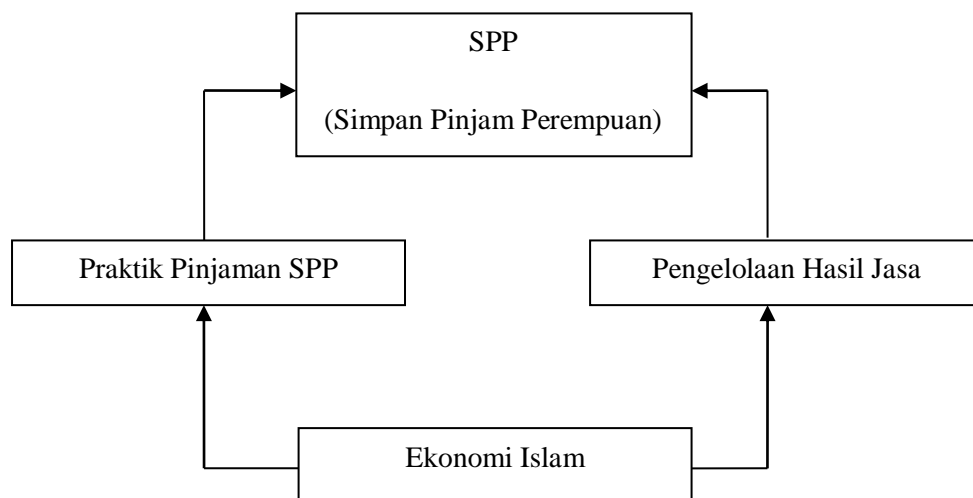 SPP
(Simpan Pinjam Perempuan)
Praktik Pinjaman SPP
Pengelolaan Hasil Jasa
Ekonomi Islam